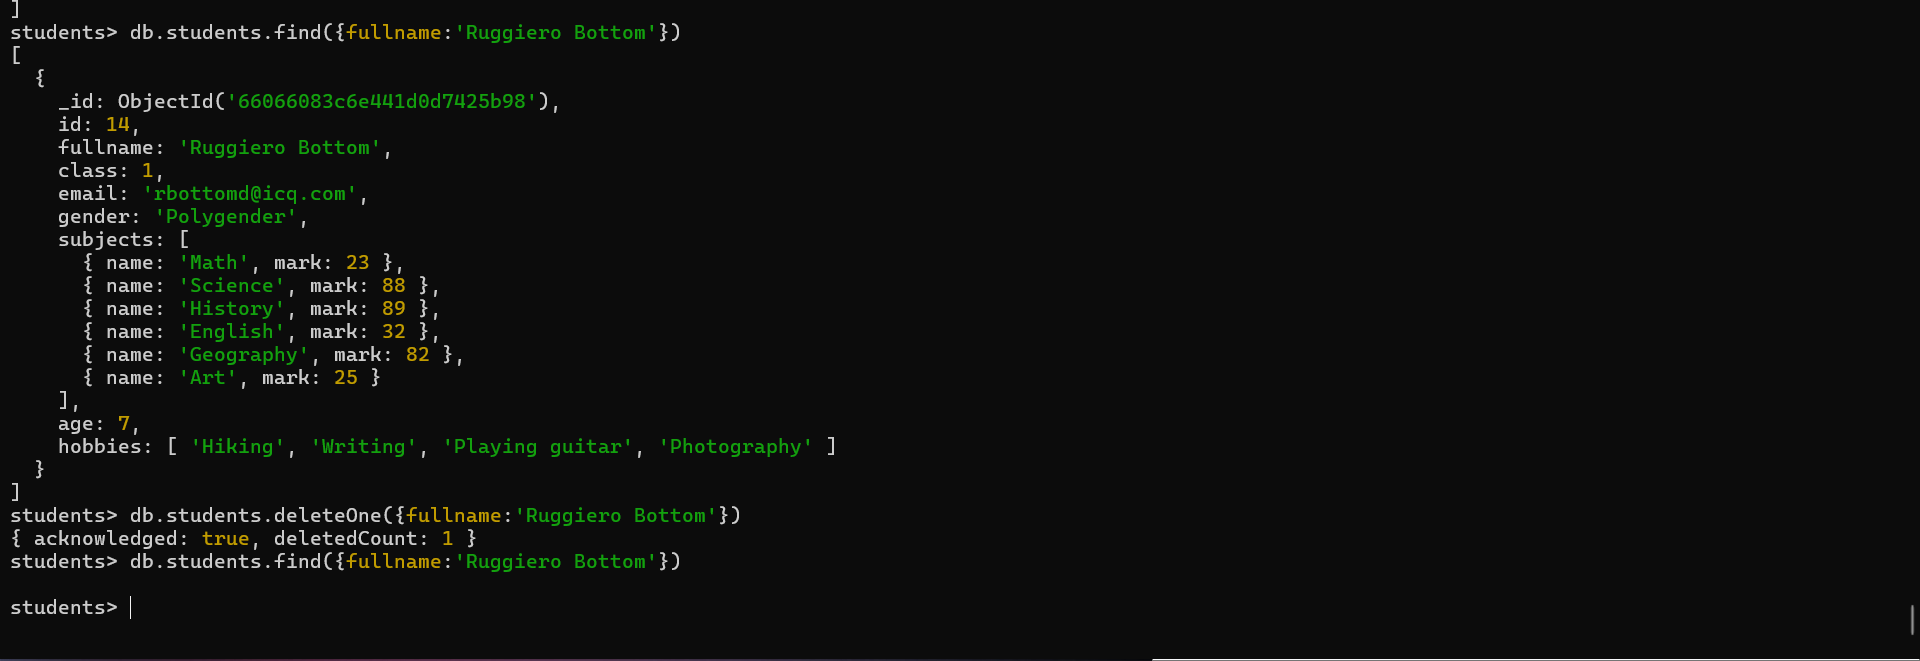 ]
students> db.students.find({fullname:'Ruggiero Bottom'})
[
  {
    _id: ObjectId('66066083c6e441d0d7425b98'),
    id: 14,
    fullname: 'Ruggiero Bottom',
    class: 1,
    email: 'rbottomd@icq.com',
    gender: 'Polygender',
    subjects: [
      { name: 'Math', mark: 23 },
      { name: 'Science', mark: 88 },
      { name: 'History', mark: 89 },
      { name: 'English', mark: 32 },
      { name: 'Geography', mark: 82 },
      { name: 'Art', mark: 25 }
    ],
    age: 7,
    hobbies: [ 'Hiking', 'Writing', 'Playing guitar', 'Photography' ]
  }
]
students> db.students.deleteOne({fullname:'Ruggiero Bottom'})
{ acknowledged: true, deletedCount: 1 }
students> db.students.find({fullname:'Ruggiero Bottom'})
students>